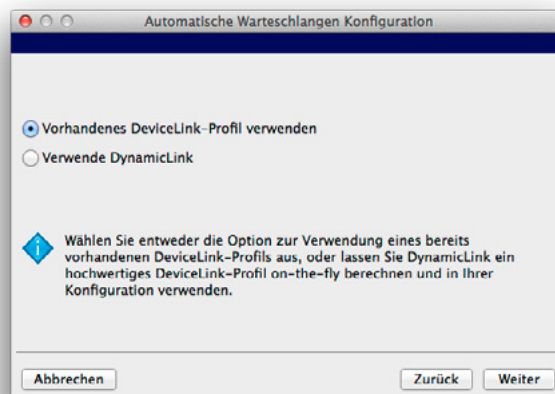 Automatische Warteschlangen Konfiguration
Vorhandenes DeviceLink-Profil verwenden
Verwende DynamicLink
Wählen Sie entweder die Option zur Verwendung eines bereits
vorhandenen DeviceLink-Profils aus, oder lassen Sie DynamicLink ein
hochwertiges DeviceLink-Profil on-the-fly berechnen und in Ihrer
Konfiguration verwenden.
Abbrechen Zurück Weiter